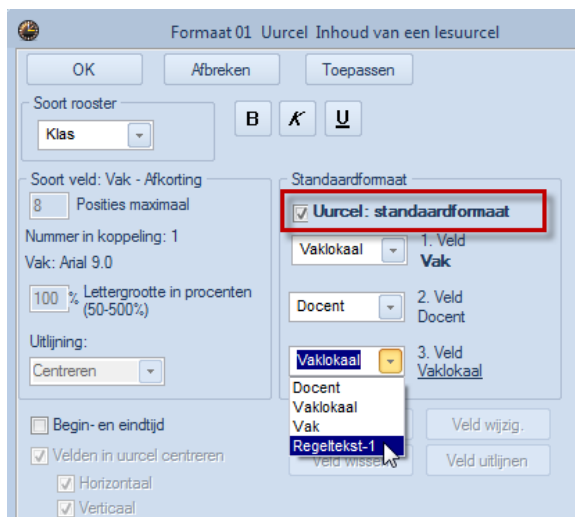 Formaat 01 Uurcel Inhoud van een lesuurcel
OK Afbreken Toepassen
Soort rooster
Klas
B K U
Soort veld: Vak - Afkorting
8 Posities maximaal
Nummer in koppeling: 1
Vak: Arial 9.0
100 % Lettergrootte in procenten
(50-500%)
Uitlijning:
Centreren
Standaardformaat
Uurcel: standaardformaat
Vaklokaal 1. Veld
Vak
Docent 2. Veld
Docent
Vaklokaal 3. Veld
Vaklokaal
Docent
Vaklokaal
Vak
Regeltekst-1
Begin- en eindtijd
Velden in uurcel centreren
Horizontaal
Verticaal
Veld wijzig.
Veld wissen
Veld uitlijnen